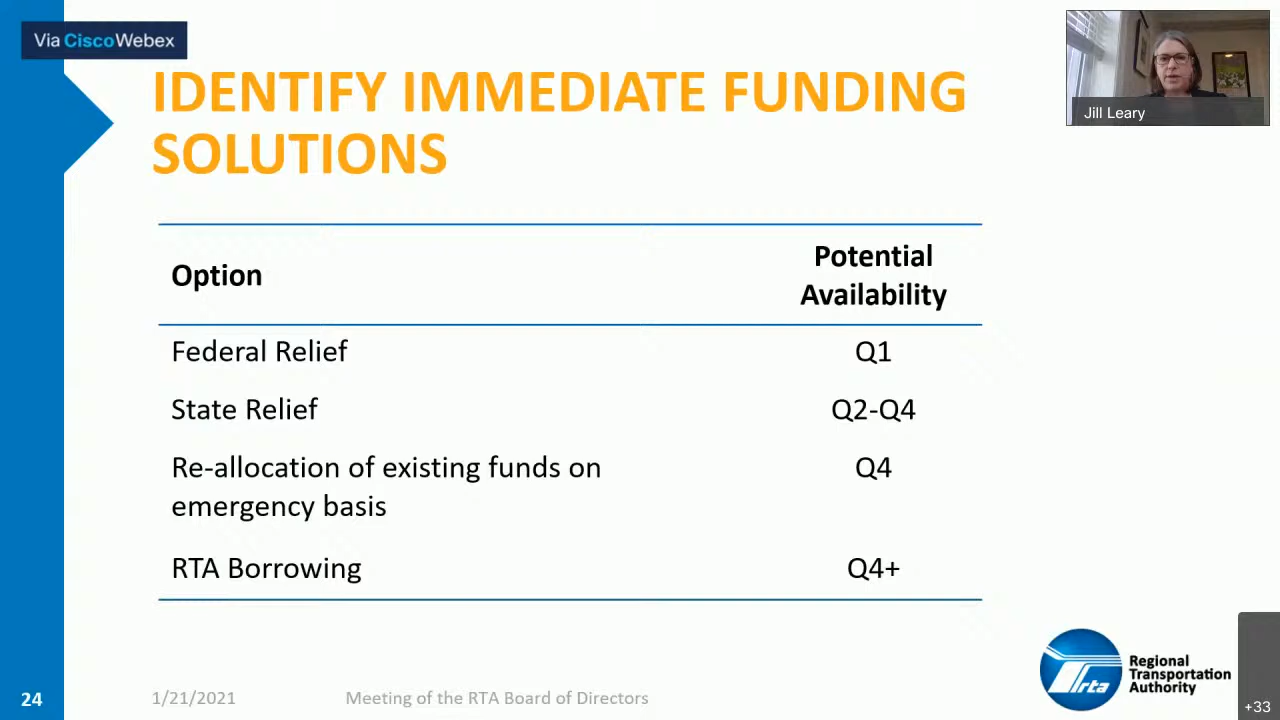 Via CiscoWebex
IDENTIFY IMMEDIATE FUNDING
SOLUTIONS
Jill Leary
Option
Potential
Availability
Federal Relief Q1
State Relief Q2-Q4
Re-allocation of existing funds on Q4
emergency basis
RTA Borrowing Q4+
rta
Regional
Transportation
Authority
24 1/21/2021 Meeting of the RTA Board of Directors
+33